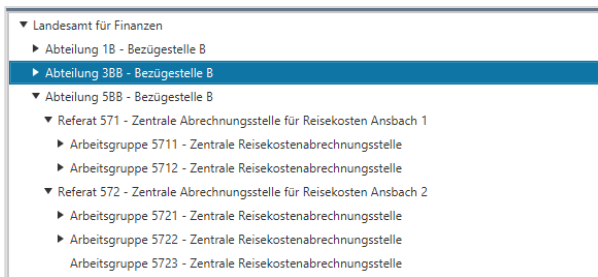 Landesamt für Finanzen
Abteilung 1B - Bezügestelle B
Abteilung 3BB - Bezügestelle B
Abteilung 5BB - Bezügestelle B
Referat 571 - Zentrale Abrechnungsstelle für Reisekosten Ansbach 1
Arbeitsgruppe 5711 - Zentrale Reisekostenabrechnungsstelle
Arbeitsgruppe 5712 - Zentrale Reisekostenabrechnungsstelle
Referat 572 - Zentrale Abrechnungsstelle für Reisekosten Ansbach 2
Arbeitsgruppe 5721 - Zentrale Reisekostenabrechnungsstelle
Arbeitsgruppe 5722 - Zentrale Reisekostenabrechnungsstelle
Arbeitsgruppe 5723 - Zentrale Reisekostenabrechnungsstelle